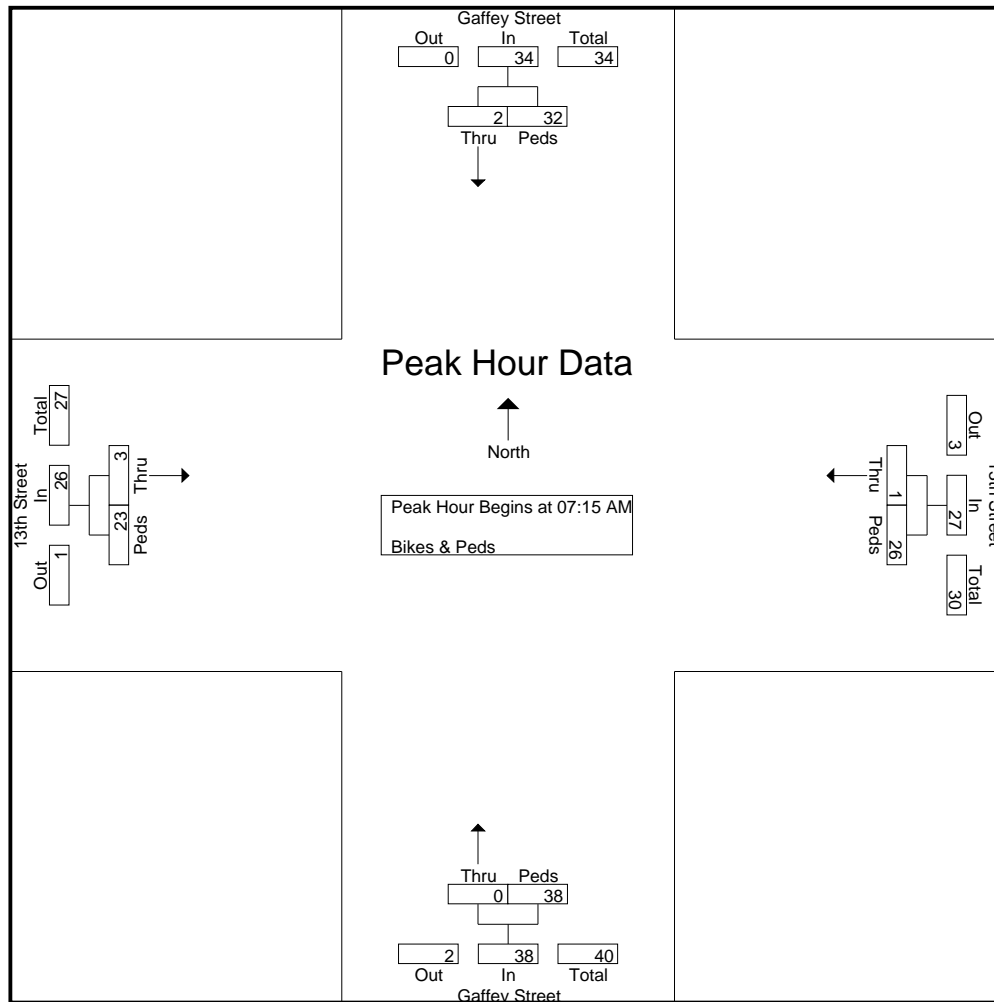 Gaffey Street
Out In Total
0 34 34
2 32
Thru Peds
Peak Hour Data
North
Peak Hour Begins at 07:15 AM
Bikes & Peds
13th Street
Total In Out
27 26 1
3 23
Thru Peds
Out In Total
3 27 30
Thru Peds
1 26
Street
Thru Peds
0 38
2 38 40
Out In Total
Gaffey Street